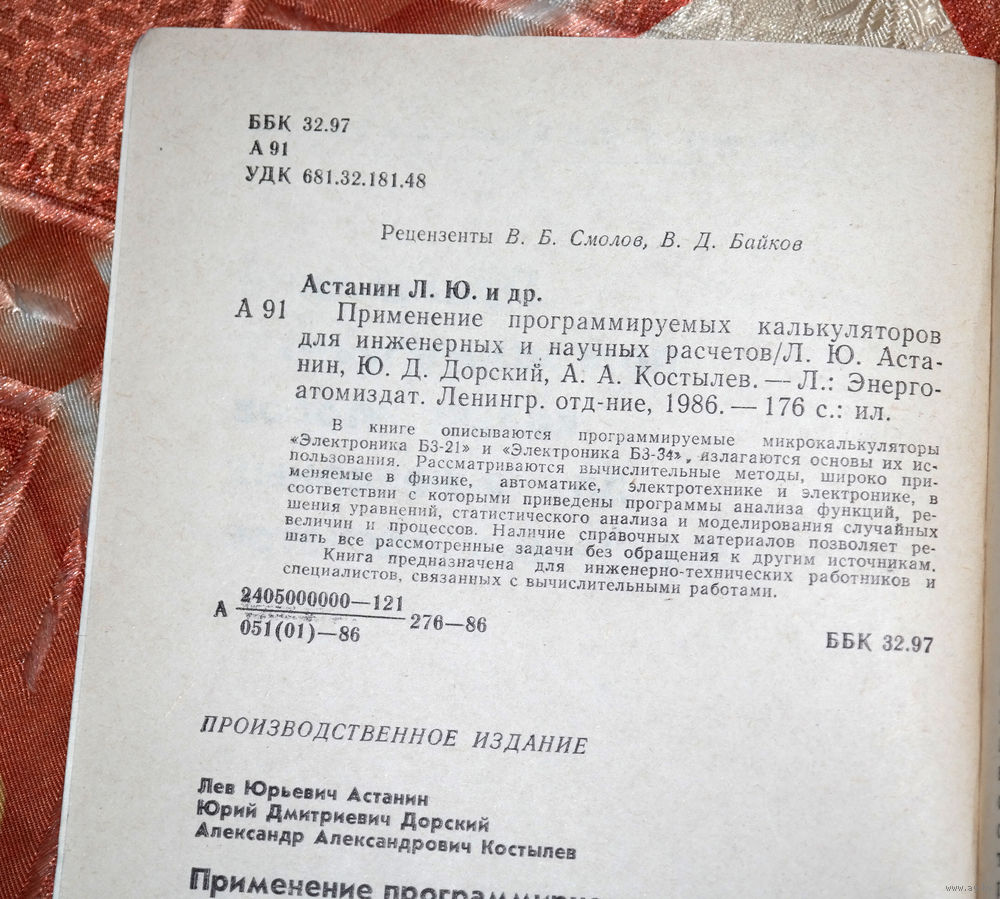 ББК 32.97
А 91
УДК 681.32.181.48
Рецензенты В. Б. Смолов, В. Д. Байков
Астанин Л. Ю. и др.
А 91 Применение программируемых калькуляторов
для инженерных и научных расчетов/Л. Ю. Аста-
нин, Ю. Д. Дорский, А. А. Костылев. — Л.: Энерго-
атомиздат. Ленингр. отд-ние, 1986. — 176 с.: ил.
В книге описываются программируемые микрокалькуляторы
«Электроника Б3-21» и «Электроника Б3-34», излагаются основы их ис-
пользования. Рассматриваются вычислительные методы, широко при-
меняемые в физике, автоматике, электротехнике и электронике, в
соответствии с которыми приведены программы анализа функций, ре-
шения уравнений, статистического анализа и моделирования случайных
величин и процессов. Наличие справочных материалов позволяет ре-
шать все рассмотренные задачи без обращения к другим источникам.
Книга предназначена для инженерно-технических работников и
специалистов, связанных с вычислительными работами.
А 2405000000—121
051(01)—86 276—86
ББК 32.97
ПРОИЗВОДСТВЕННОЕ ИЗДАНИЕ
Лев Юрьевич Астанин
Юрий Дмитриевич Дорский
Александр Александрович Костылев
Применение